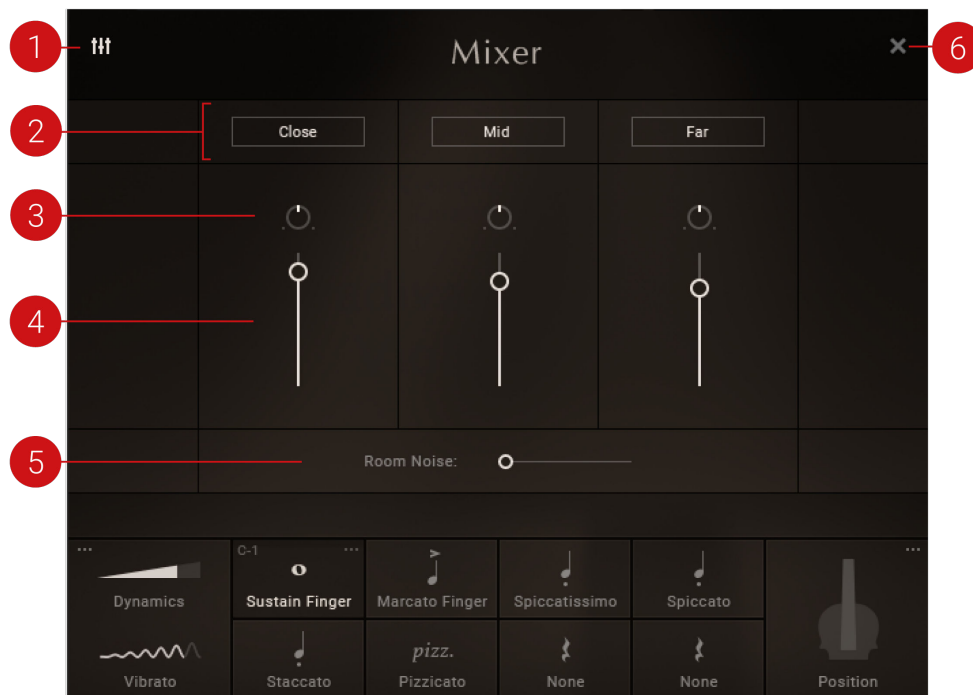 1
Mixer
6
2
Close
Mid
Far
3
4
5
Room Noise:
C-1
Dynamics
Sustain Finger
Marcato Finger
Spiccatissimo
Spiccato
pizz.
Vibrato
Staccato
Pizzicato
None
None
Position